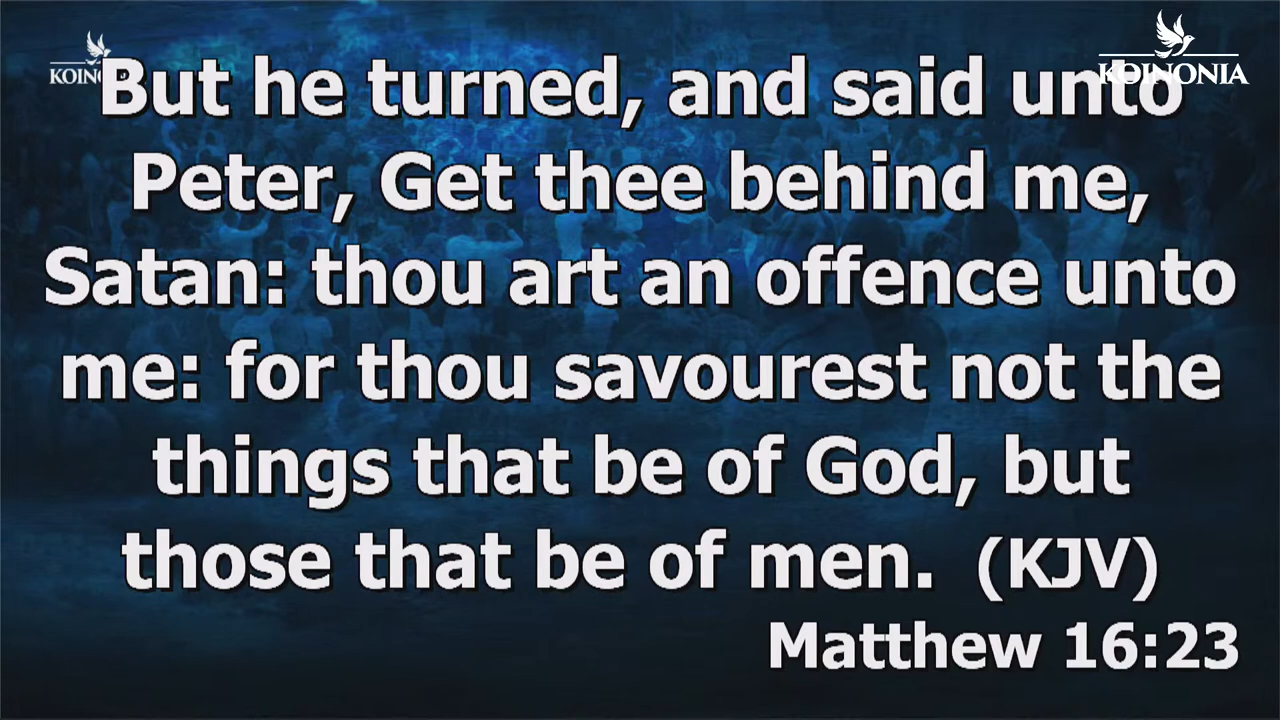 KOINO
KOINONIA
But he turned, and said unto
Peter, Get thee behind me,
Satan: thou art an offence unto
me: for thou savourest not the
things that be of God, but
those that be of men. (KJV)
Matthew 16:23